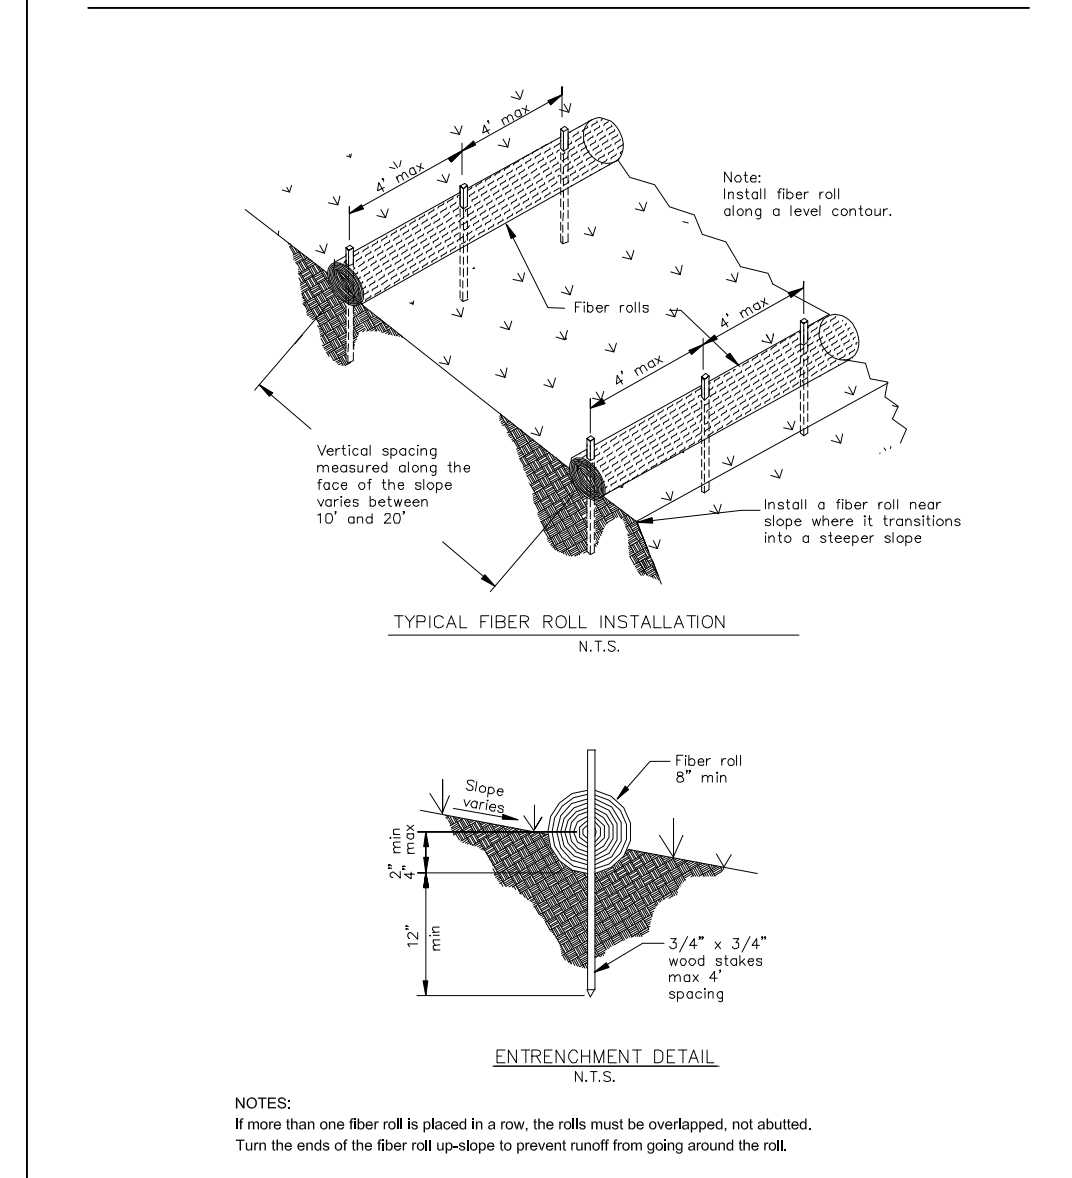 4' max
4' max
Note:
Install fiber roll
along a level contour.
Fiber rolls
4' max
4' max
Vertical spacing
measured along the
face of the slope
varies between
10' and 20'
Install a fiber roll near
slope where it transitions
into a steeper slope
TYPICAL FIBER ROLL INSTALLATION
N.T.S.
Fiber roll
8" min
Slope
varies
2" min
4" max
12"
min
3/4" x 3/4"
wood stakes
max 4'
spacing
ENTRENCHMENT DETAIL
N.T.S.
NOTES:
If more than one fiber roll is placed in a row, the rolls must be overlapped, not abutted.
Turn the ends of the fiber roll up-slope to prevent runoff from going around the roll.